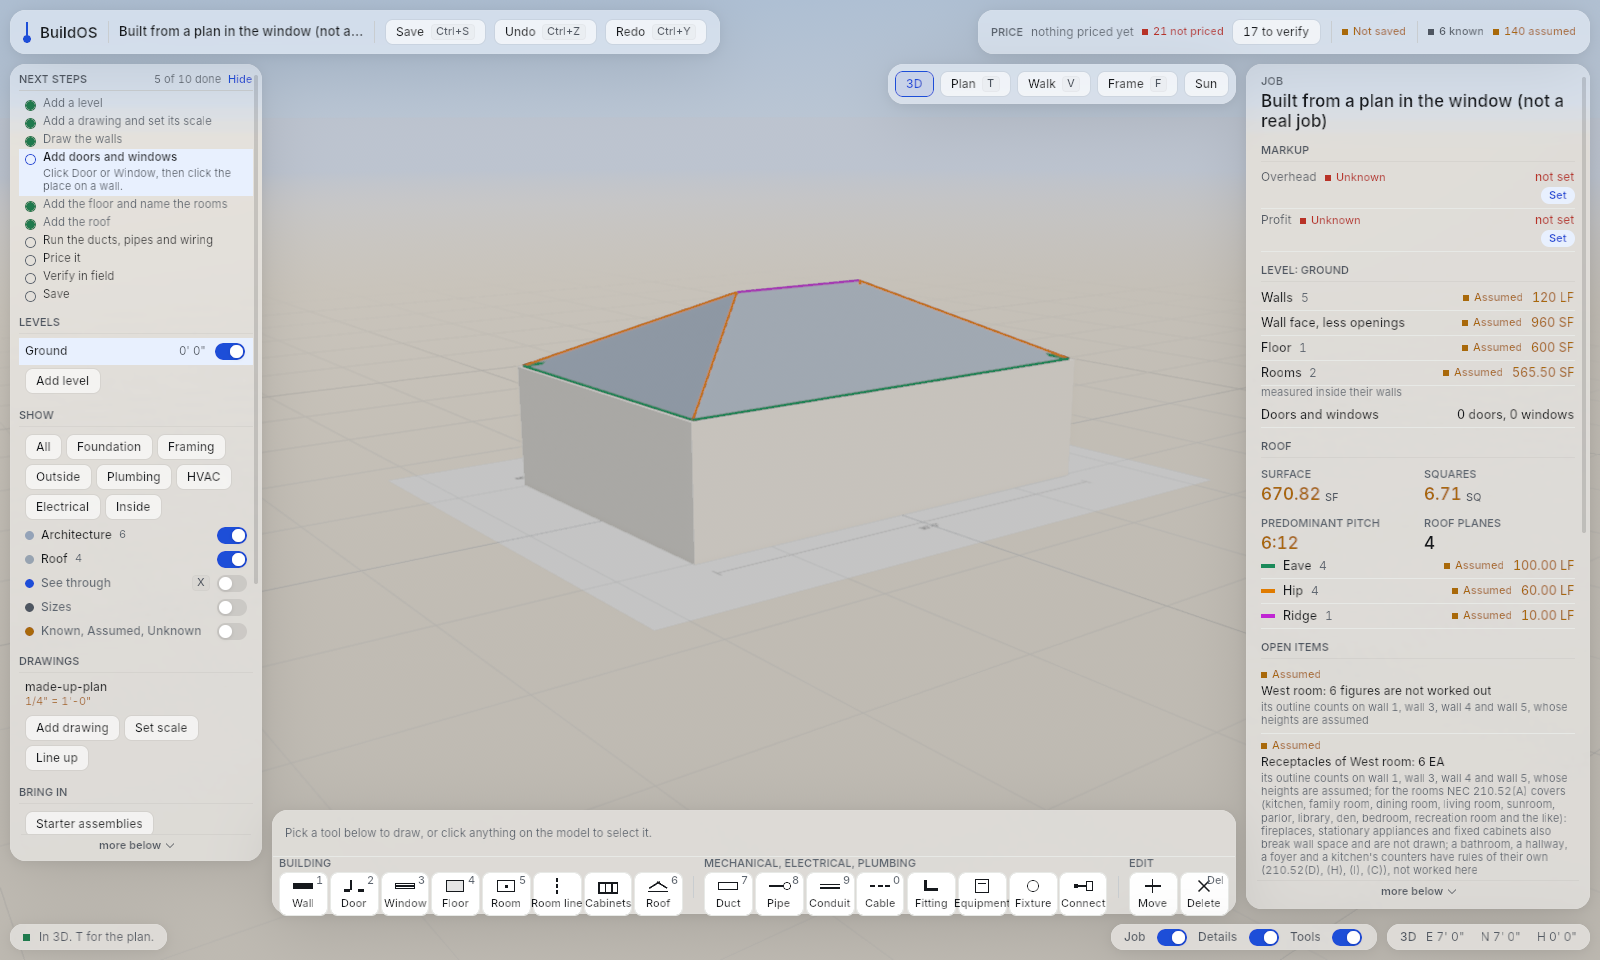 BuildOS
Built from a plan in the window (not a...
Save Ctrl+S
Undo Ctrl+Z
Redo Ctrl+Y
PRICE nothing priced yet 21 not priced 17 to verify Not saved 6 known 140 assumed
NEXT STEPS 5 of 10 done Hide
Add a level
Add a drawing and set its scale
Draw the walls
Add doors and windows
Click Door or Window, then click the
place on a wall.
Add the floor and name the rooms
Add the roof
Run the ducts, pipes and wiring
Price it
Verify in field
Save
LEVELS
Ground 0' 0"
Add level
SHOW
All Foundation Framing
Outside Plumbing HVAC
Electrical Inside
Architecture 6
Roof 4
See through X
Sizes
Known, Assumed, Unknown
DRAWINGS
made-up-plan
1/4" = 1'-0"
Add drawing Set scale
Line up
BRING IN
Starter assemblies
more below
3D Plan T Walk V Frame F Sun
JOB
Built from a plan in the window (not a
real job)
MARKUP
Overhead Unknown not set
Set
Profit Unknown not set
Set
LEVEL: GROUND
Walls 5 Assumed 120 LF
Wall face, less openings Assumed 960 SF
Floor 1 Assumed 600 SF
Rooms 2 Assumed 565.50 SF
measured inside their walls
Doors and windows 0 doors, 0 windows
ROOF
SURFACE SQUARES
670.82 SF 6.71 SQ
PREDOMINANT PITCH ROOF PLANES
6:12 4
Eave 4 Assumed 100.00 LF
Hip 4 Assumed 60.00 LF
Ridge 1 Assumed 10.00 LF
OPEN ITEMS
Assumed
West room: 6 figures are not worked out
its outline counts on wall 1, wall 3, wall 4 and wall 5, whose
heights are assumed
Assumed
Receptacles of West room: 6 EA
its outline counts on wall 1, wall 3, wall 4 and wall 5, whose
heights are assumed; for the rooms NEC 210.52(A) covers
(kitchen, family room, dining room, living room, sunroom,
parlor, library, den, bedroom, recreation room and the like):
fireplaces, stationary appliances and fixed cabinets also
break wall space and are not drawn; a bathroom, a hallway,
a foyer and a kitchen's counters have rules of their own
(210.52(D), (H), (I), (C)), not worked here
more below
Pick a tool below to draw, or click anything on the model to select it.
BUILDING MECHANICAL, ELECTRICAL, PLUMBING EDIT
1 2 3 4 5 6 7 8 9 0 Del
Wall Door Window Floor Room Room line Cabinets Roof Duct Pipe Conduit Cable Fitting Equipment Fixture Connect Move Delete
In 3D. T for the plan.
Job Details Tools
3D E 7' 0" N 7' 0" H 0' 0"